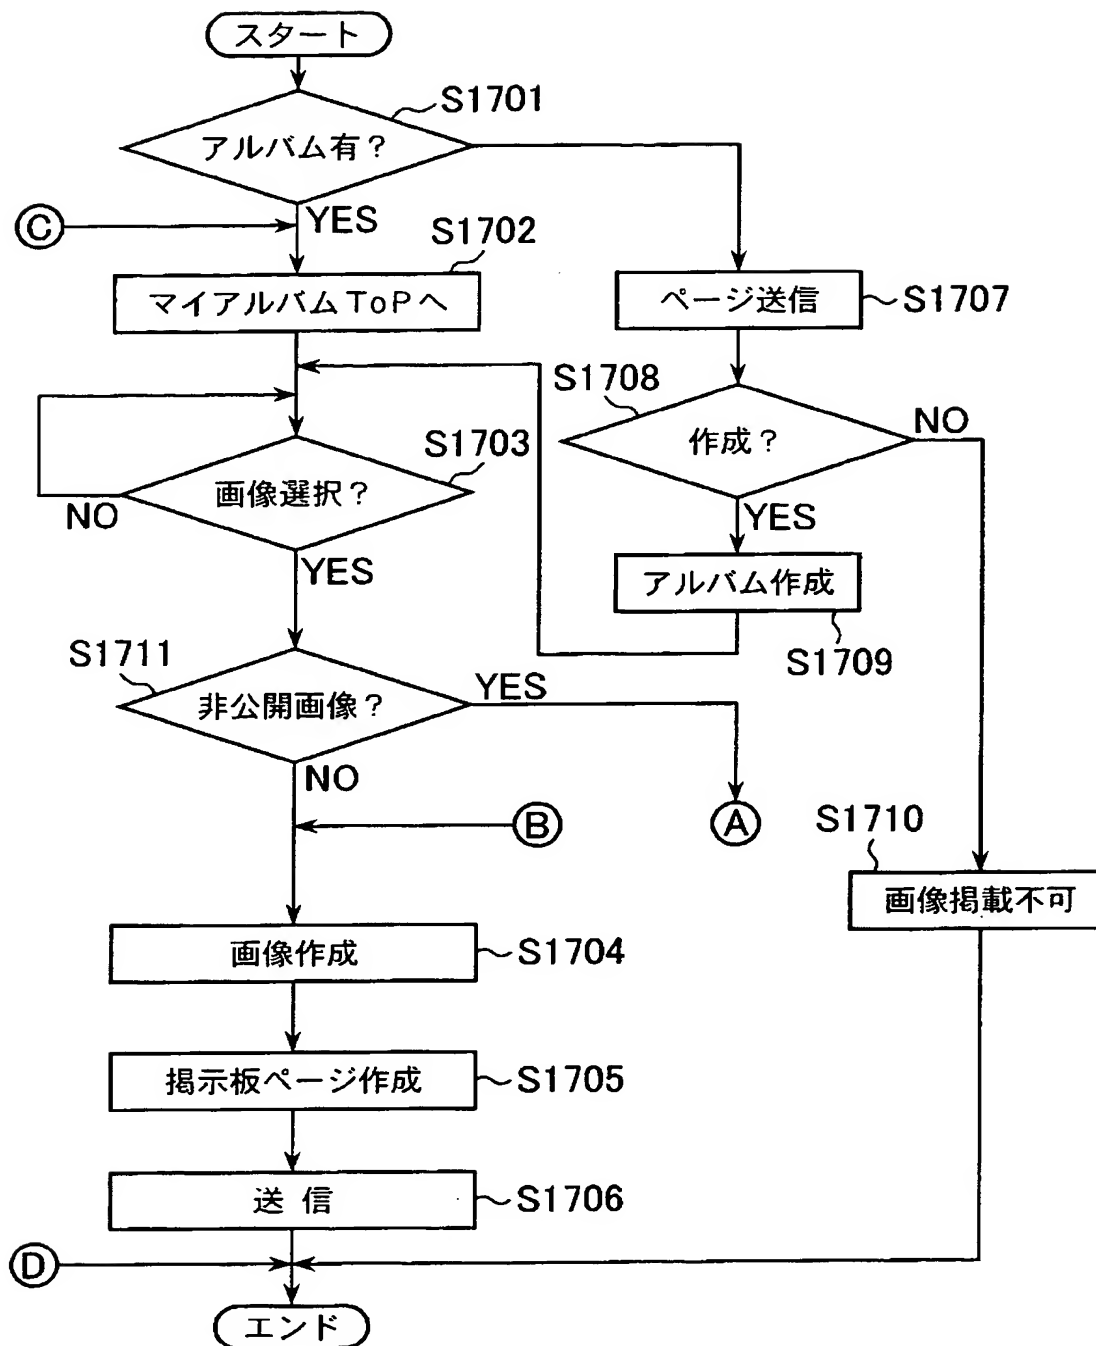 スタート
S1701
アルバム有？
C
YES
S1702
マイアルバムToPへ
ページ送信
S1707
S1708
作成？
NO
YES
S1703
画像選択？
NO
YES
アルバム作成
S1709
S1711
非公開画像？
YES
NO
B
A
S1710
画像掲載不可
画像作成
S1704
掲示板ページ作成
S1705
送信
S1706
D
エンド